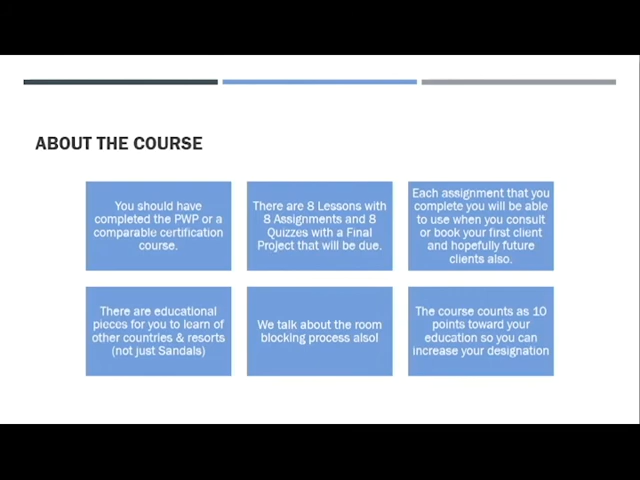 ABOUT THE COURSE
You should have
completed the PWP or a
comparable certification
course.
There are 8 Lessons with
8 Assignments and 8
Quizzes with a Final
Project that will be due.
Each assignment that you
complete you will be able
to use when you consult
or book your first client
and hopefully future
clients also.
There are educational
pieces for you to learn of
other countries & resorts
(not just Sandals)
We talk about the room
blocking process also!
The course counts as 10
points toward your
education so you can
increase your designation